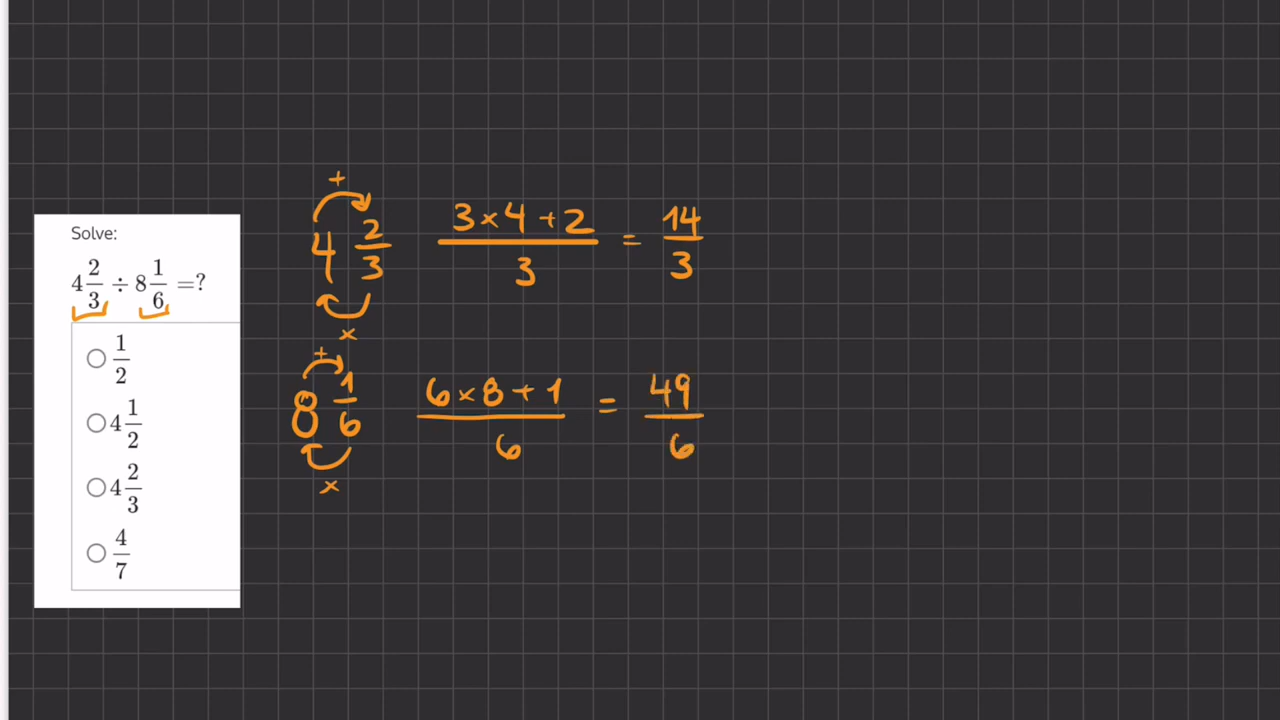 Solve:
4 2/3 ÷ 8 1/6 =?
1/2
4 1/2
4 2/3
4/7
+
4 2/3
x
3 x 4 + 2 / 3 = 14/3
+
8 1/6
x
6 x 8 + 1 / 6 = 49/6